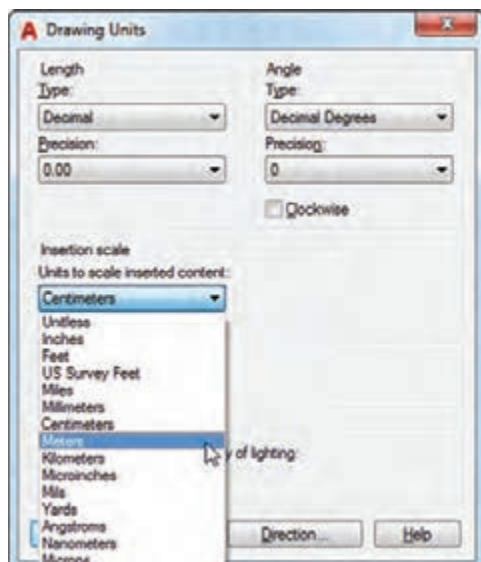 A Drawing Units
Length
Type:
Decimal
Precision:
0.00
Angle
Type:
Decimal Degrees
Precision:
0
Clockwise
Insertion scale
Units to scale inserted content:
Centimeters
Unitless
Inches
Feet
US Survey Feet
Miles
Millimeters
Centimeters
Meters
Kilometers
Microinches
Mils
Yards
Angstroms
Nanometers
Microns
y of lighting:
Direction...
Help